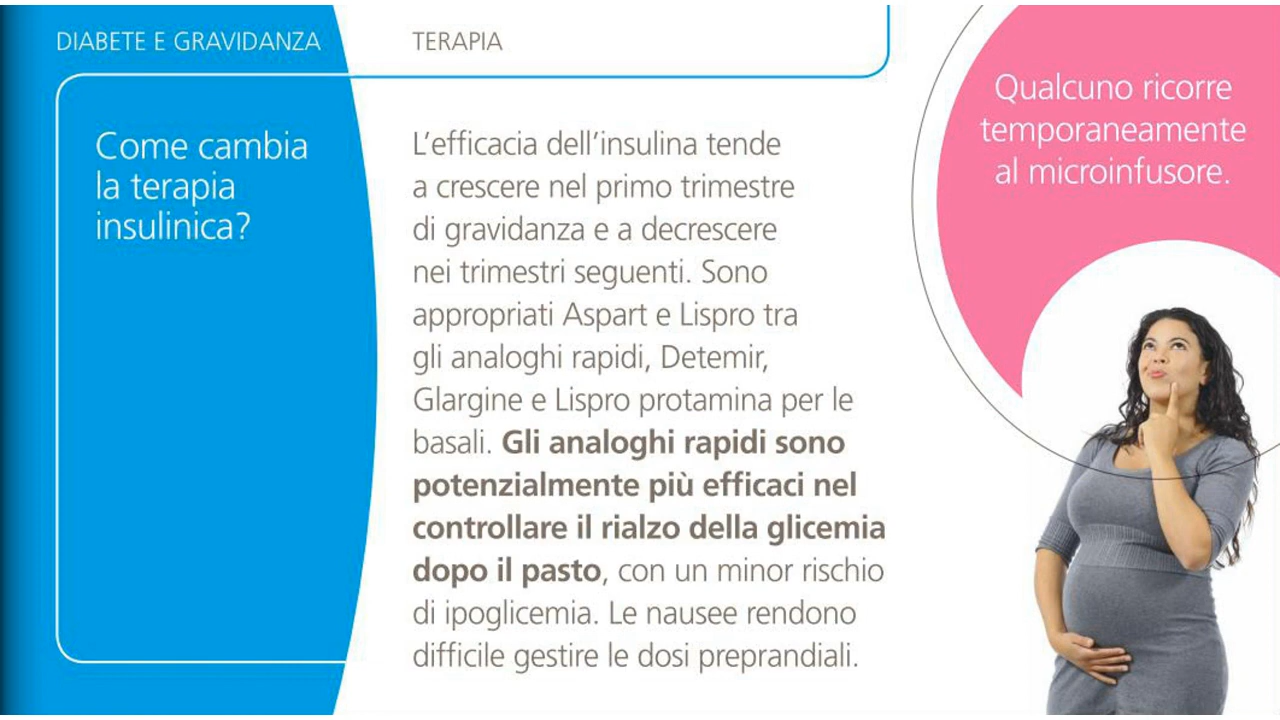 DIABETE E GRAVIDANZA
TERAPIA
Come cambia
la terapia
insulinica?
L'efficacia dell'insulina tende
a crescere nel primo trimestre
di gravidanza e a decrescere
nei trimestri seguenti. Sono
appropriati Aspart e Lispro tra
gli analoghi rapidi, Detemir,
Glargine e Lispro protamina per le
basali. Gli analoghi rapidi sono
potenzialmente più efficaci nel
controllare il rialzo della glicemia
dopo il pasto, con un minor rischio
di ipoglicemia. Le nausee rendono
difficile gestire le dosi preprandiali.
Qualcuno ricorre
temporaneamente
al microinfusore.